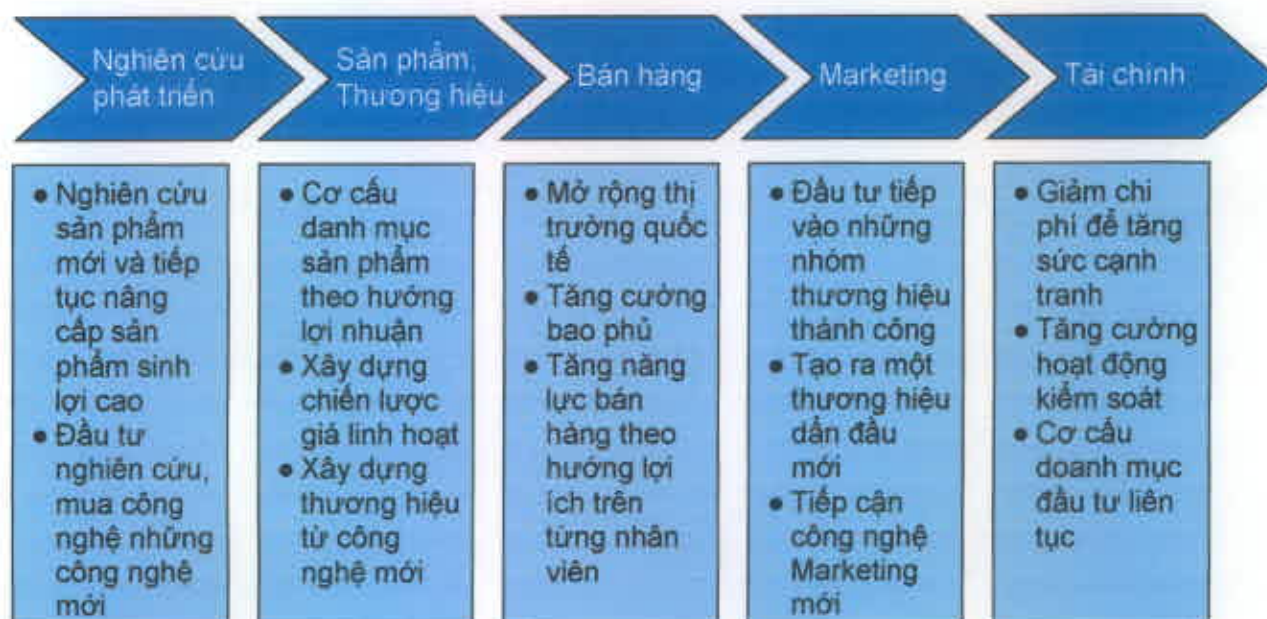 Nghiên cứu
phát triển
Sản phẩm,
Thương hiệu
Bán hàng
Marketing
Tài chính
● Nghiên cứu
sản phẩm
mới và tiếp
tục nâng
cấp sản
phẩm sinh
lợi cao
● Đầu tư
nghiên cứu,
mua công
nghệ những
công nghệ
mới
● Cơ cấu
danh mục
sản phẩm
theo hướng
lợi nhuận
● Xây dựng
chiến lược
giá linh hoạt
● Xây dựng
thương hiệu
từ công
nghệ mới
● Mở rộng thị
trường quốc
tế
● Tăng cường
bao phủ
● Tăng năng
lực bán
hàng theo
hướng lợi
ích trên
từng nhân
viên
● Đầu tư tiếp
vào những
nhóm
thương hiệu
thành công
● Tạo ra một
thương hiệu
dẫn đầu
mới
● Tiếp cận
công nghệ
Marketing
mới
● Giảm chi
phí để tăng
sức cạnh
tranh
● Tăng cường
hoạt động
kiểm soát
● Cơ cấu
doanh mục
đầu tư liên
tục